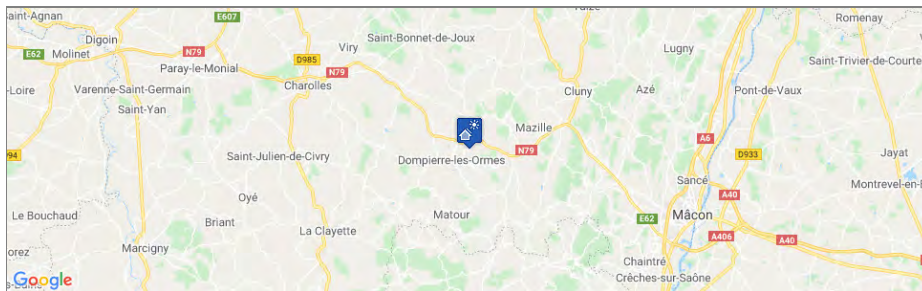 Saint-Agnan
E607
Romenay
Digoin
Viry
Saint-Bonnet-de-Joux
Lugny
E62
Molinet
N79
D985
Saint-Trivier-de-Courte
Paray-le-Monial
N79
-Loire
Varenne-Saint-Germain
Charolles
Cluny
Azé
Pont-de-Vaux
Saint-Yan
Mazille
A6
Saint-Julien-de-Civry
Dompierre-les-Ormes
N79
D933
Jayat
Sancé
Montrevel-en-
Oyé
A40
Le Bouchaud
Briant
Matour
E62
Mâcon
La Clayette
A406
A40
Marcigny
Chaintré
Google
Crêches-sur-Saône